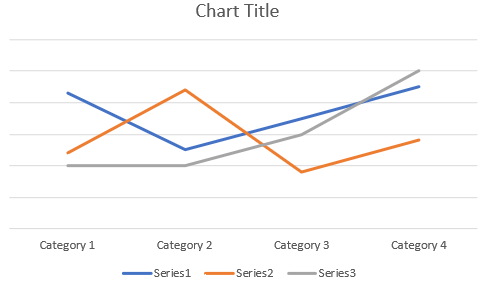 Chart Title
Category 1 Category 2 Category 3 Category 4
Series1 Series2 Series3